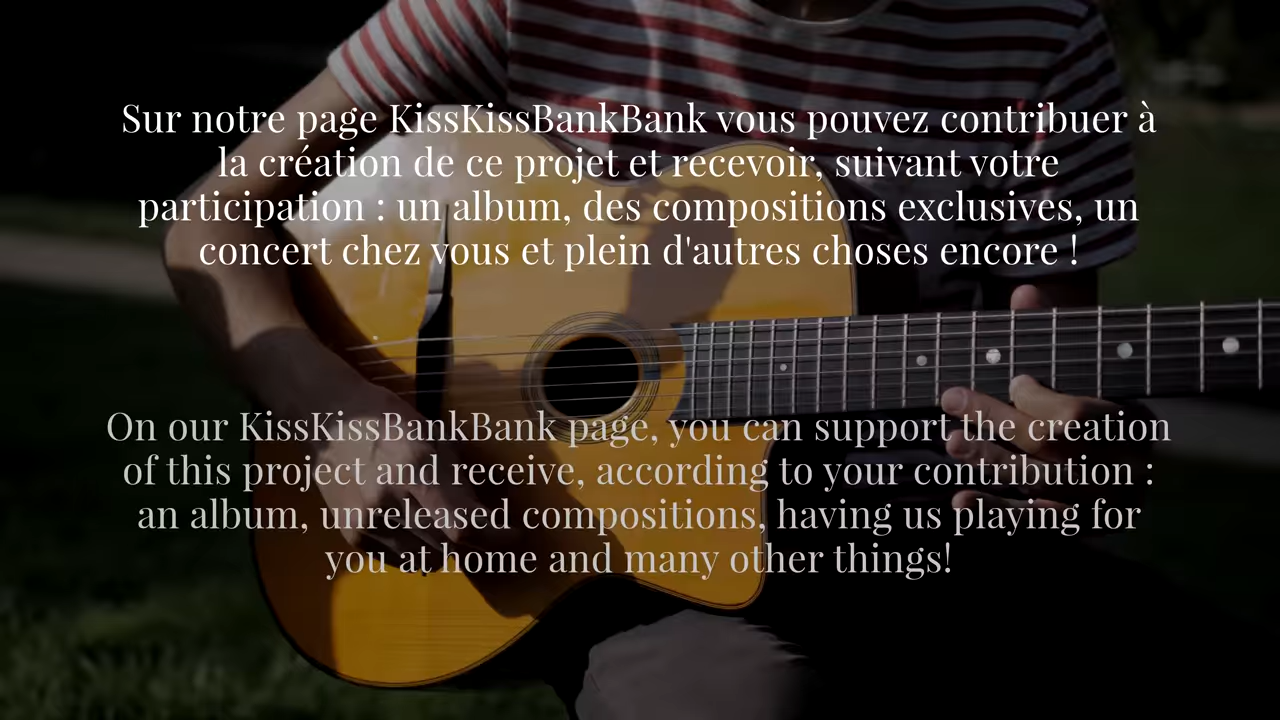 Sur notre page KissKissBankBank vous pouvez contribuer à
la création de ce projet et recevoir, suivant votre
participation : un album, des compositions exclusives, un
concert chez vous et plein d'autres choses encore !
On our KissKissBankBank page, you can support the creation
of this project and receive, according to your contribution :
an album, unreleased compositions, having us playing for
you at home and many other things!